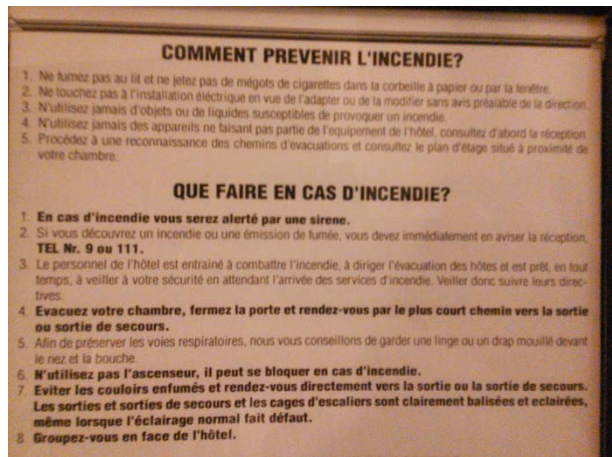 COMMENT PREVENIR L'INCENDIE?
1. Ne fumez pas au lit et ne jetez pas de mégots de cigarettes dans la corbeille à papier ou par la fenêtre.
2. Ne touchez pas à l'installation éléctrique en vue de l'adapter ou de la modifier sans avis préalable de la direction.
3. N'utilisez jamais d'objets ou de liquides susceptibles de provoquer un incendie.
4. N'utilisez jamais des appareils ne faisant pas partie de l'equipement de l'hôtel, consultez d'abord la réception.
5. Procédez à une reconnaissance des chemins d'evacuations et consultez le plan d'étage situé à proximité de
votre chambre.
QUE FAIRE EN CAS D'INCENDIE?
1. En cas d'incendie vous serez alerté par une sirene.
2. Si vous découvrez un incendie ou une émission de fumée, vous devez immédiatement en aviser la réception,
TEL Nr. 9 ou 111.
3. Le personnel de l'hôtel est entrainé à combattre l'incendie, à diriger l'évacuation des hôtes et est prêt, en tout
temps, à veiller à votre sécurité en attendant l'arrivée des services d'incendie. Veiller donc suivre leurs direc-
tives.
4. Evacuez votre chambre, fermez la porte et rendez-vous par le plus court chemin vers la sortie
ou sortie de secours.
5. Afin de préserver les voies respiratoires, nous vous conseillons de garder une linge ou un drap mouillé devant
le nez et la bouche.
6. N'utilisez pas l'ascenseur, il peut se bloquer en cas d'incendie.
7. Eviter les couloirs enfumés et rendez-vous directement vers la sortie ou la sortie de secours.
Les sorties et sorties de secours et les cages d'escaliers sont clairement balisées et eclairées,
même lorsque l'éclairage normal fait défaut.
8. Groupez-vous en face de l'hôtel.